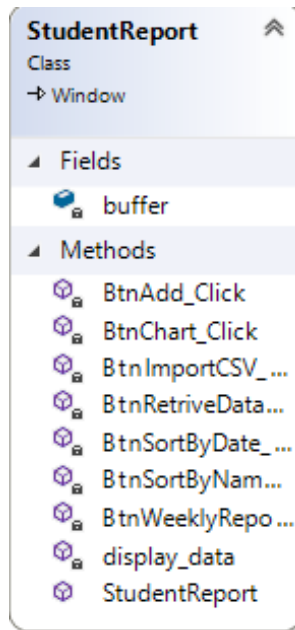 StudentReport
Class
Window
Fields
buffer
Methods
BtnAdd_Click
BtnChart_Click
BtnImportCSV_...
BtnRetriveData...
BtnSortByDate_...
BtnSortByNam...
BtnWeeklyRepo...
display_data
StudentReport